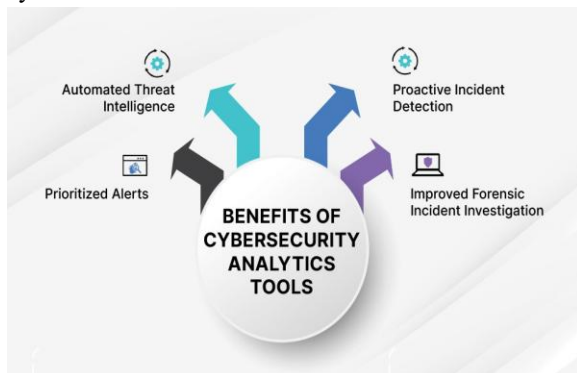 Automated Threat
Intelligence
Proactive Incident
Detection
Prioritized Alerts
Improved Forensic
Incident Investigation
BENEFITS OF
CYBERSECURITY
ANALYTICS
TOOLS